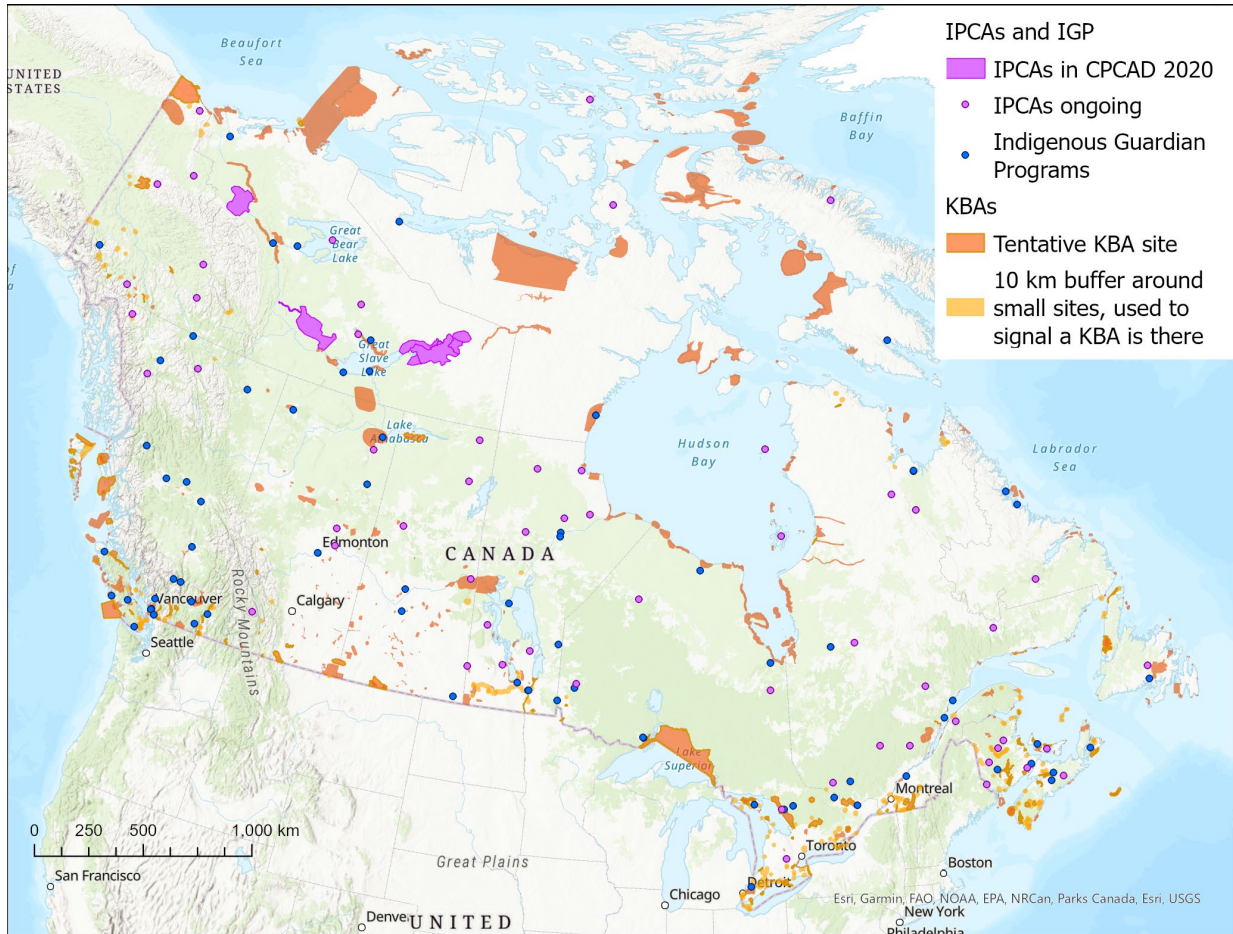 IPCAs and IGP
IPCAs in CPCAD 2020
IPCAs ongoing
Indigenous Guardian
Programs
KBAs
Tentative KBA site
10 km buffer around
small sites, used to
signal a KBA is there
Beaufort
Sea
UNITED
STATES
Baffin
Bay
Great
Bear
Lake
of
a
Great
Slave
Lake
Lake
Athabasca
Hudson
Bay
Labrador
Sea
Edmonton
CANADA
Rocky Mountains
Vancouver
Calgary
Seattle
Lake
Superior
Montreal
0 250 500 1,000 km
Toronto
Great Plains
Boston
San Francisco
Detroit
Chicago
Esri, Garmin, FAO, NOAA, EPA, NRCan, Parks Canada, Esri, USGS
New York
Denve
UNITED
Philadelphia